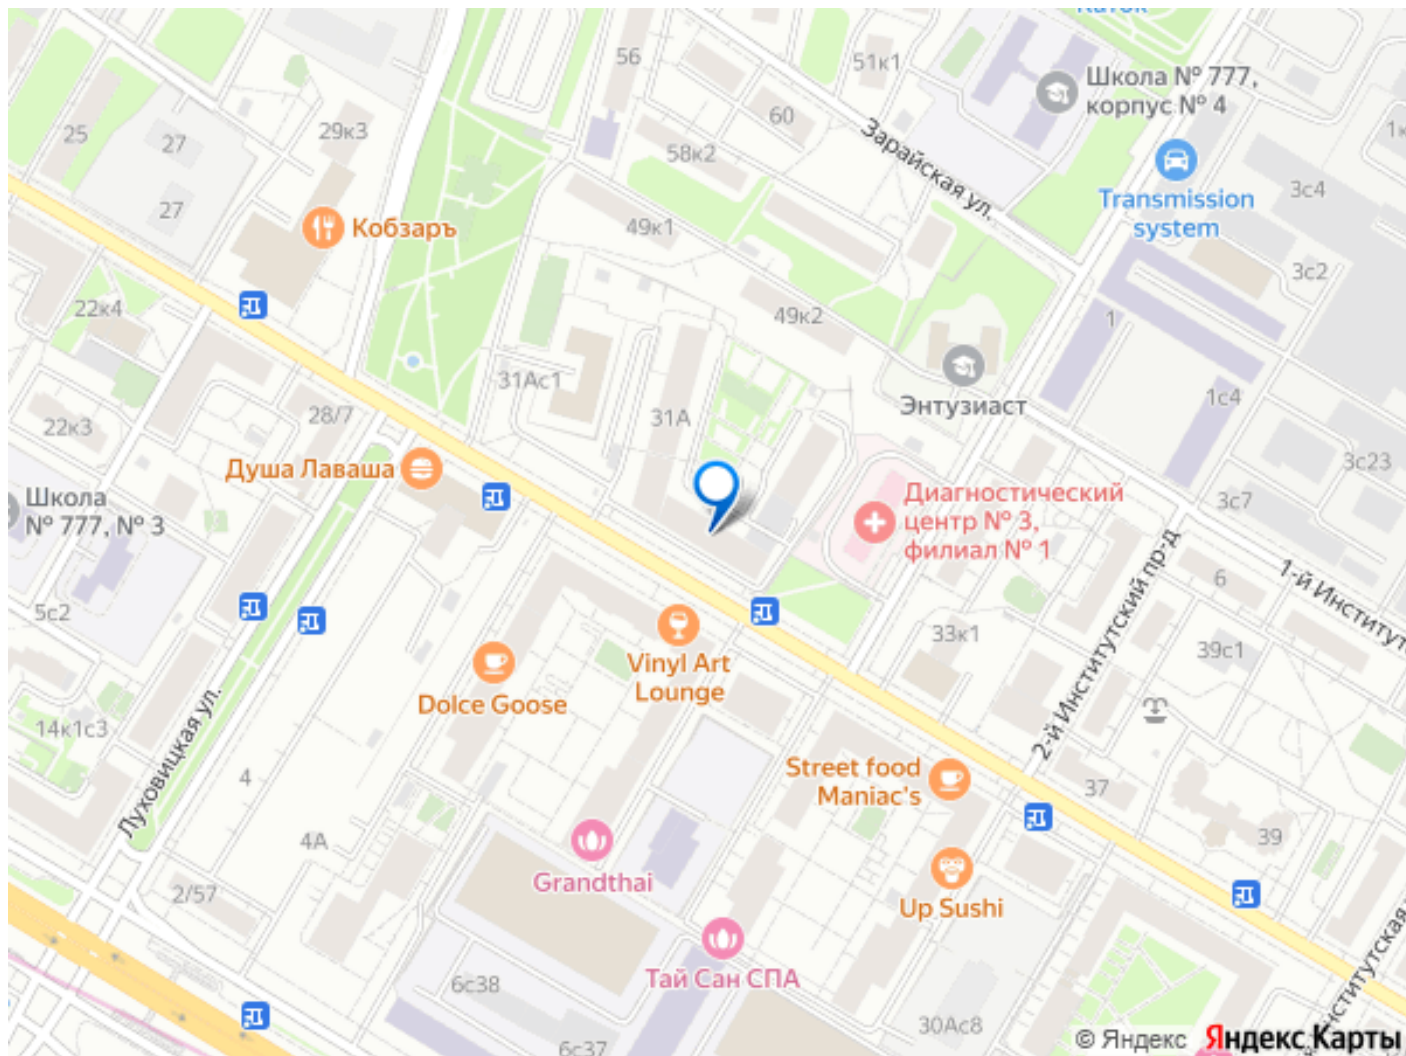 Каток
56
51к1
Школа № 777,
корпус № 4
60
25
27
29к3
58к2
Зарайская ул.
Transmission
system
3с4
27
Кобзаръ
49к1
3с2
22к4
49к2
1
31Ас1
Энтузиаст
1с4
28/7
31А
22к3
3с23
Душа Лаваша
Школа
№ 777, № 3
Диагностический
центр № 3,
филиал № 1
3с7
6
1-й Институт
5с2
33к1
39с1
Vinyl Art
Lounge
Dolce Goose
2-й Институтский пр-д
14к1с3
Луховицкая ул.
4
Street food
Maniac's
37
4А
39
Grandthai
2/57
Up Sushi
Тай Сан СПА
6с38
30Ас8
нститутская
6с37
© Яндекс Яндекс Карты